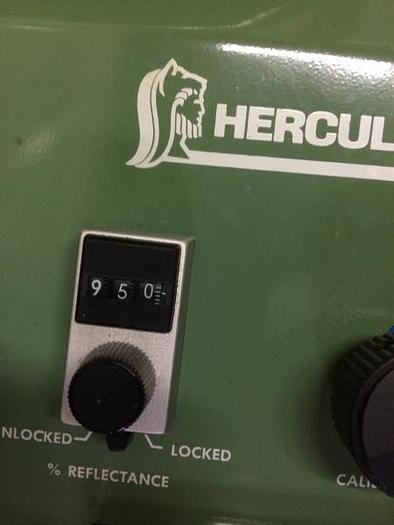 HERCUL
950
NLOCKED
LOCKED
% REFLECTANCE
CALI